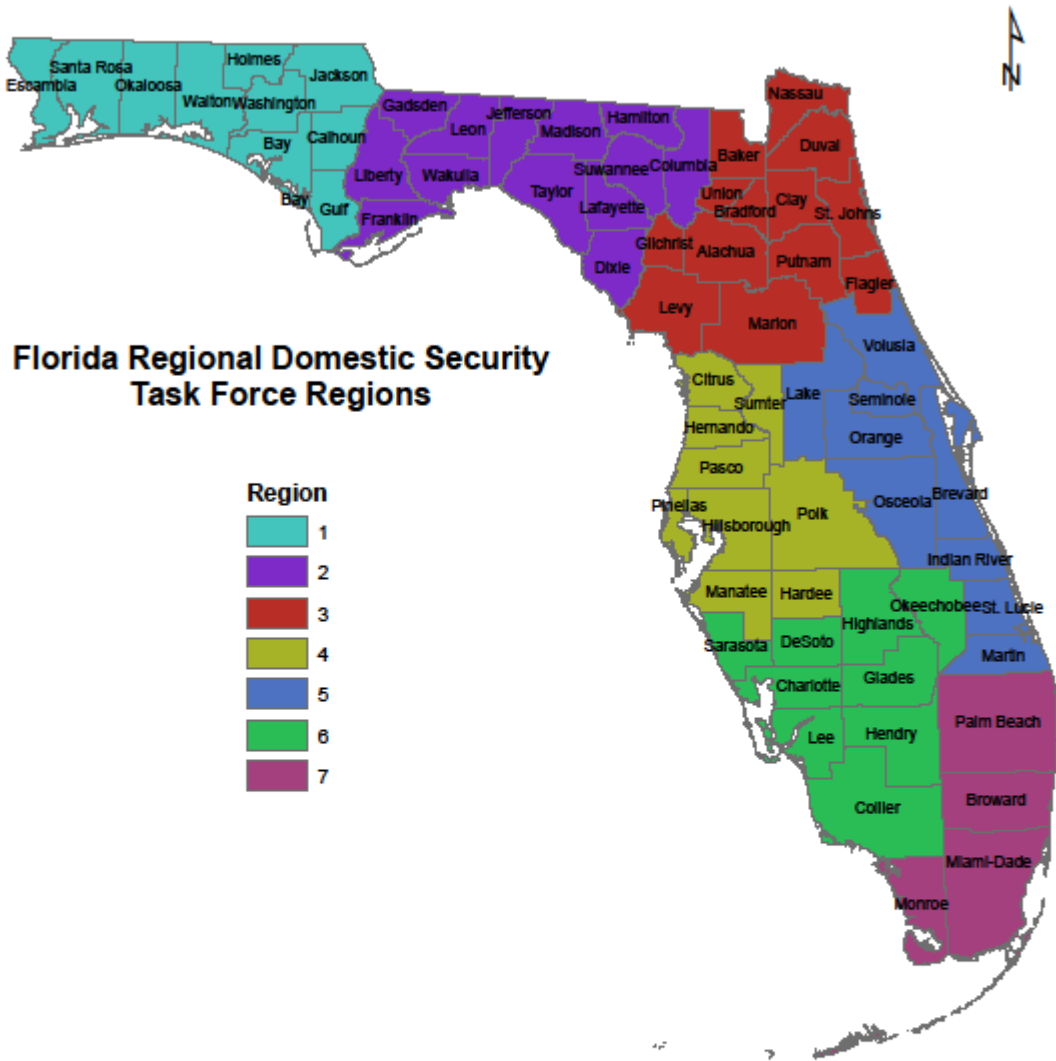 N
Holmes
Santa Rosa
Jackson
Escambia
Okaloosa
Walton
Washington
Calhoun
Bay
Bay
Gulf
Gadsden
Leon
Jefferson
Madison
Hamilton
Liberty
Wakulla
Franklin
Taylor
Suwannee
Columbia
Lafayette
Dixie
Nassau
Baker
Duval
Union
Bradford
Clay
St. Johns
Gilchrist
Alachua
Putnam
Flagler
Levy
Marion
Florida Regional Domestic Security
Task Force Regions
Citrus
Sumter
Lake
Volusia
Seminole
Hernando
Orange
Pasco
Osceola
Brevard
Pinellas
Hillsborough
Polk
Indian River
Manatee
Hardee
Highlands
Okeechobee
St. Lucie
Sarasota
DeSoto
Martin
Charlotte
Glades
Lee
Hendry
Palm Beach
Collier
Broward
Miami-Dade
Monroe
Region
1
2
3
4
5
6
7